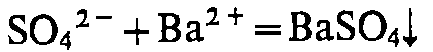 SO₄²⁻ + Ba²⁺ = BaSO₄↓